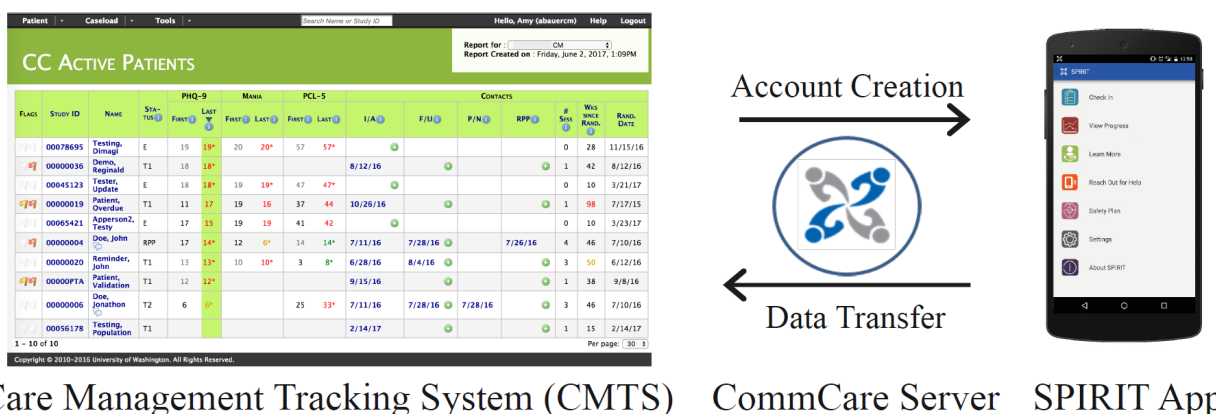 Patient - Caseload - Tools - Search Name or Study ID Hello, Amy (abauercm) Help Logout
CC Active Patients
Report for : CM
Report Created on : Friday, June 2, 2017, 1:09PM
PHQ-9 Mania PCL-5 Contacts
Flags Study ID Name Sta-tus First Last First Last First Last I/A F/U P/N RPP # Sess Wks since Rand. Rand. Date
00078695 Testing, Dimagi E 19 19* 20 20* 57 57* 0 28 11/15/16
00000036 Demo, Reginald T1 18 18* 8/12/16 1 42 8/12/16
00045123 Tester, Update E 18 18* 19 19* 47 47* 0 10 3/21/17
00000019 Patient, Overdue T1 11 17 19 16 37 44 10/26/16 1 98 7/17/15
00065421 Apperson2, Testy E 17 15 19 19 41 42 0 10 3/23/17
00000004 Doe, John RPP 17 14* 12 6* 14 14* 7/11/16 7/28/16 7/26/16 4 46 7/10/16
00000020 Reminder, John T1 13 13* 10 10* 3 8* 6/28/16 8/4/16 3 50 6/12/16
00000PTA Patient, Validation T1 12 12* 9/15/16 1 38 9/8/16
00000006 Doe, Jonathon T2 6 6* 25 33* 7/11/16 7/28/16 7/28/16 3 46 7/10/16
00056178 Testing, Population T1 2/14/17 1 15 2/14/17
1 - 10 of 10 Per page: 30
Copyright © 2010-2016 University of Washington. All Rights Reserved.
Account Creation
Data Transfer
12:58
SPIRIT
Check In
View Progress
Learn More
Reach Out for Help
Safety Plan
Settings
About SPIRIT
Care Management Tracking System (CMTS) CommCare Server SPIRIT App